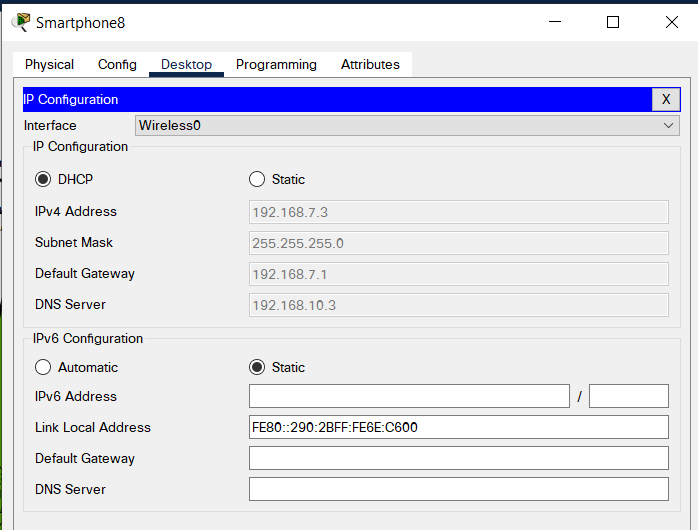 Smartphone8
Physical Config Desktop Programming Attributes
IP Configuration X
Interface Wireless0
IP Configuration
DHCP Static
IPv4 Address 192.168.7.3
Subnet Mask 255.255.255.0
Default Gateway 192.168.7.1
DNS Server 192.168.10.3
IPv6 Configuration
Automatic Static
IPv6 Address /
Link Local Address FE80::290:2BFF:FE6E:C600
Default Gateway
DNS Server